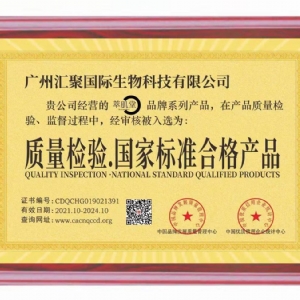 广州汇聚国际生物科技有限公司
贵公司经营的 萃肌堂 品牌系列产品，在产品质量检
验、监督过程中，经审核被入选为：
质量检验.国家标准合格产品
QUALITY INSPECTION · NATIONAL STANDARD QUALIFIED PRODUCTS
证书编号：CDQCHG019021391
有效日期：2021.10-2024.10
查询网站：www.cacnqccd.org